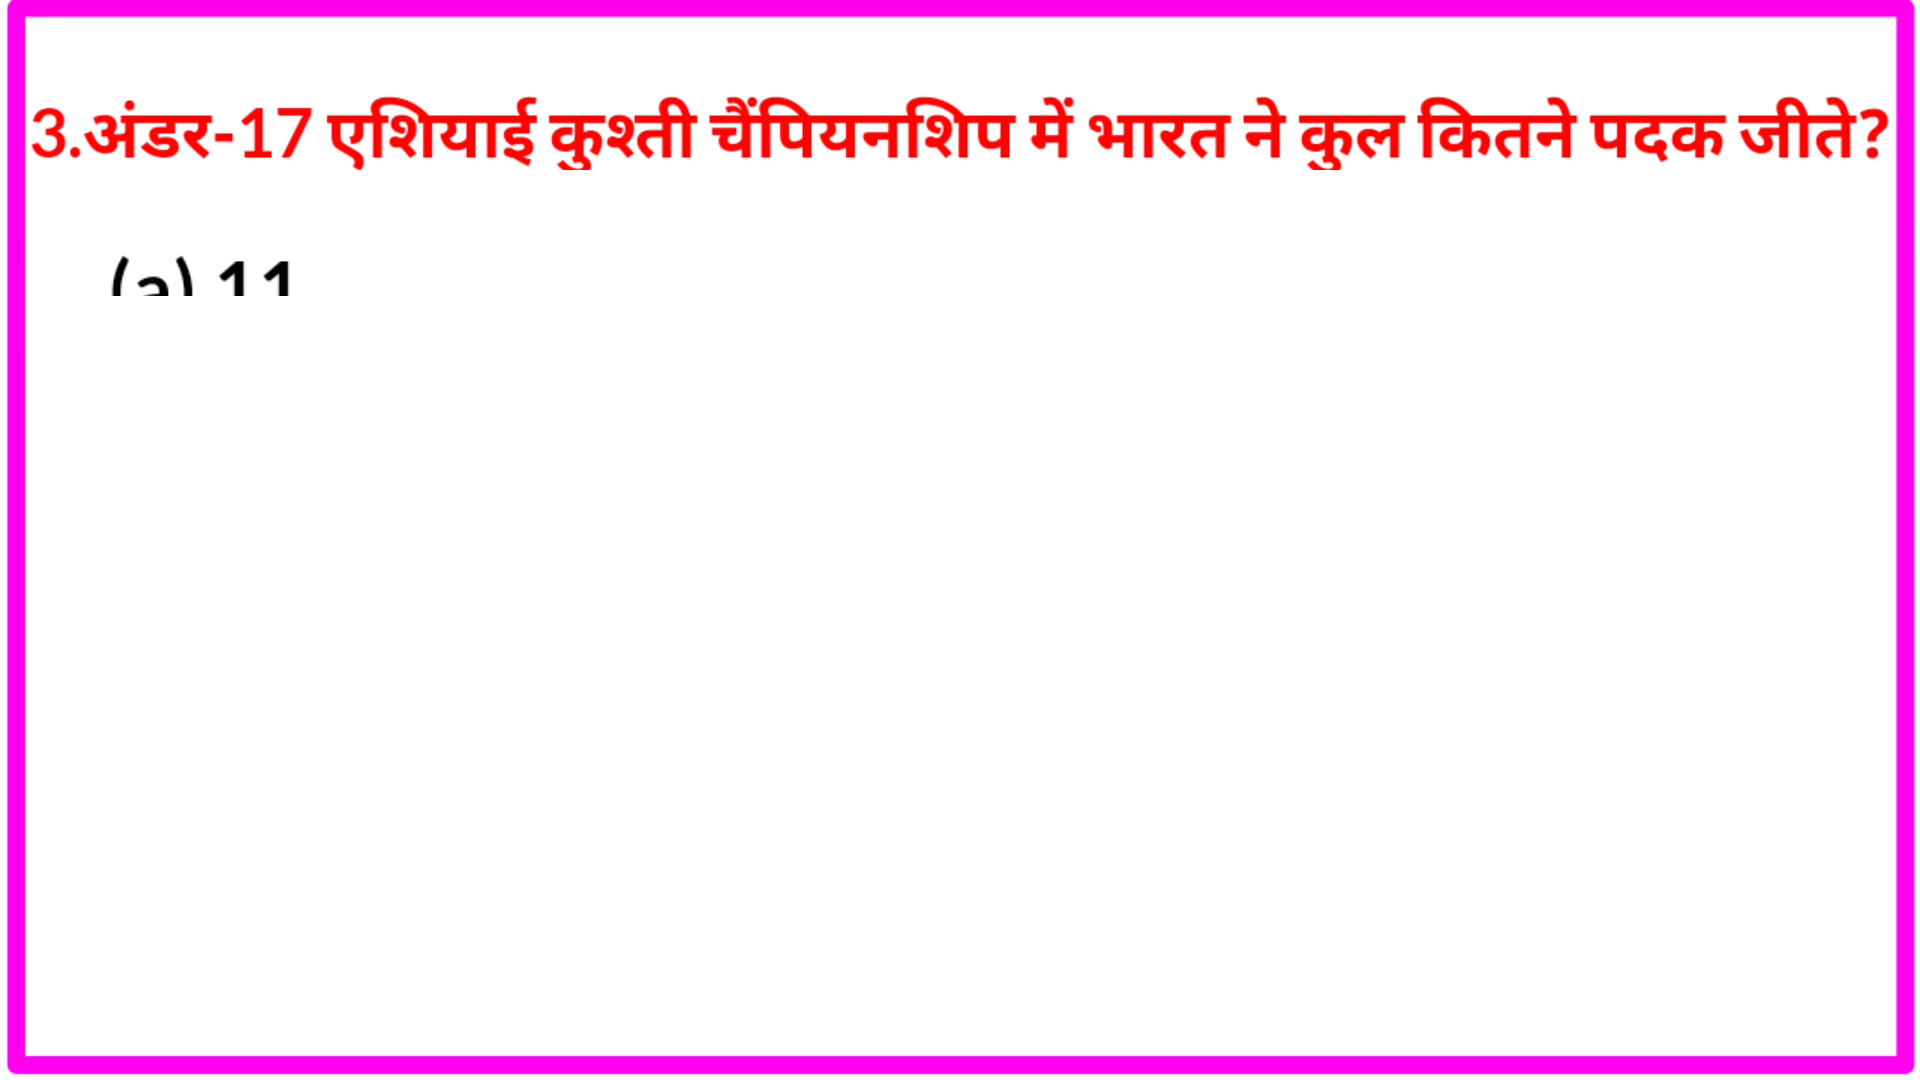 3.अंडर-17 एशियाई कुश्ती चैंपियनशिप में भारत ने कुल कितने पदक जीते?
(a) 11